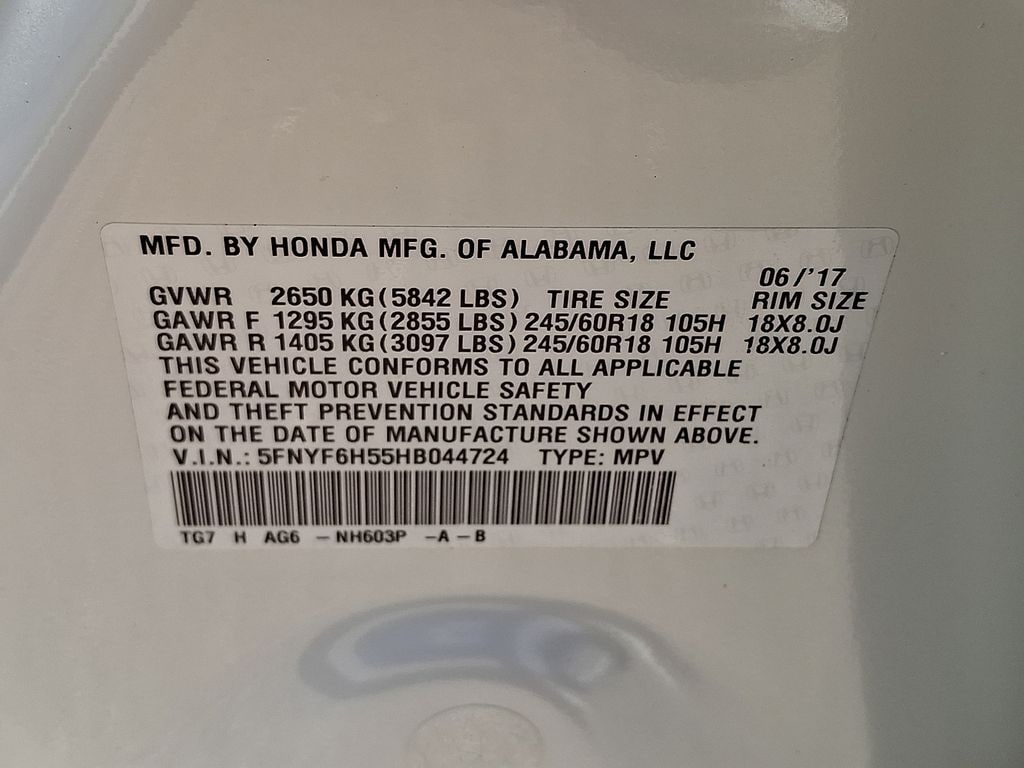 MFD. BY HONDA MFG. OF ALABAMA, LLC
06/'17
GVWR 2650 KG (5842 LBS) TIRE SIZE RIM SIZE
GAWR F 1295 KG (2855 LBS) 245/60R18 105H 18X8.0J
GAWR R 1405 KG (3097 LBS) 245/60R18 105H 18X8.0J
THIS VEHICLE CONFORMS TO ALL APPLICABLE
FEDERAL MOTOR VEHICLE SAFETY
AND THEFT PREVENTION STANDARDS IN EFFECT
ON THE DATE OF MANUFACTURE SHOWN ABOVE.
V.I.N.: 5FNYF6H55HB044724 TYPE: MPV
TG7 H AG6 -NH603P -A-B